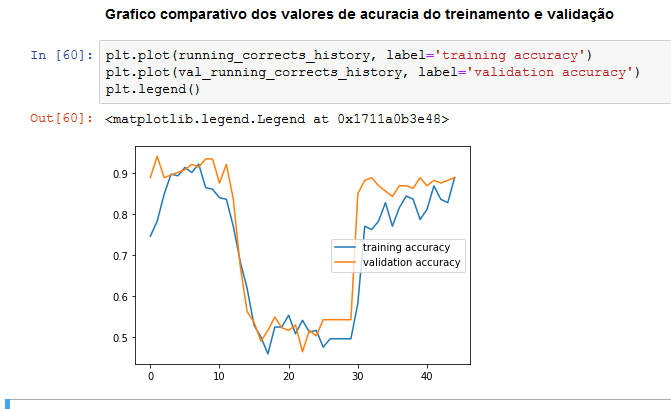 Grafico comparativo dos valores de acuracia do treinamento e validação
In [60]: plt.plot(running_corrects_history, label='training accuracy')
plt.plot(val_running_corrects_history, label='validation accuracy')
plt.legend()
Out[60]: <matplotlib.legend.Legend at 0x1711a0b3e48>
0.9
0.8
0.7
0.6
0.5
training accuracy
validation accuracy
0 10 20 30 40